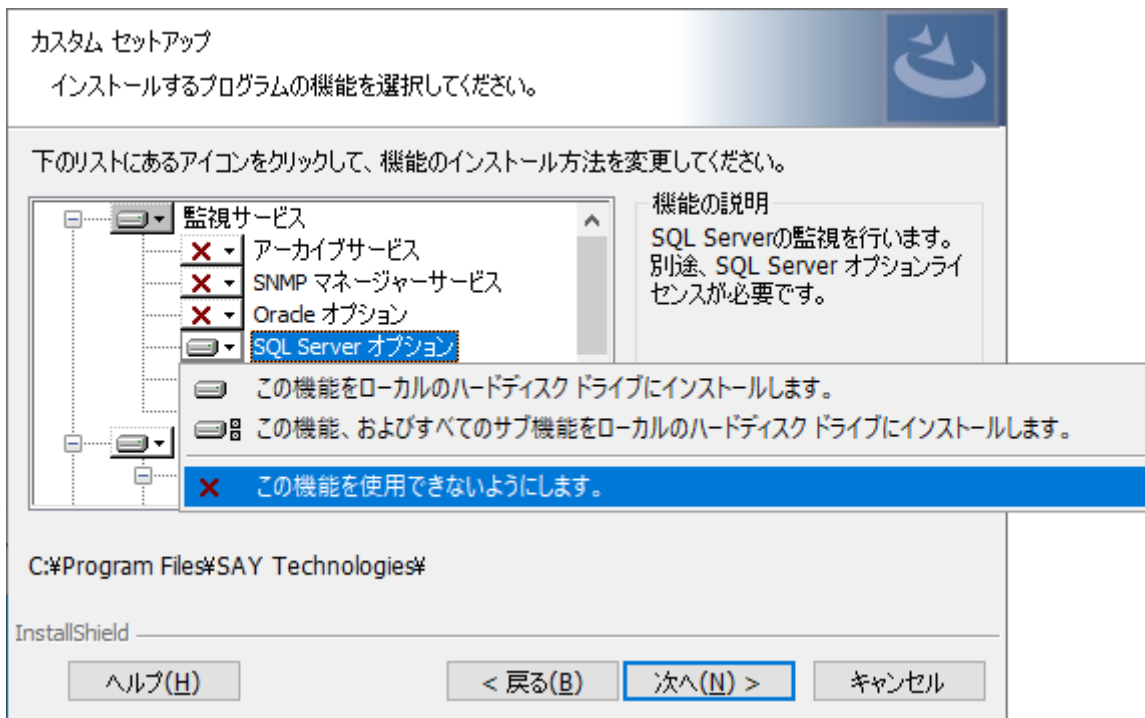 カスタム セットアップ
インストールするプログラムの機能を選択してください。
下のリストにあるアイコンをクリックして、機能のインストール方法を変更してください。
監視サービス
アーカイブサービス
SNMP マネージャーサービス
Oracle オプション
SQL Server オプション
機能の説明
SQL Serverの監視を行います。
別途、SQL Server オプションライ
センスが必要です。
この機能をローカルのハードディスク ドライブにインストールします。
この機能、およびすべてのサブ機能をローカルのハードディスク ドライブにインストールします。
この機能を使用できないようにします。
C:¥Program Files¥SAY Technologies¥
InstallShield
ヘルプ(H)
< 戻る(B)
次へ(N) >
キャンセル